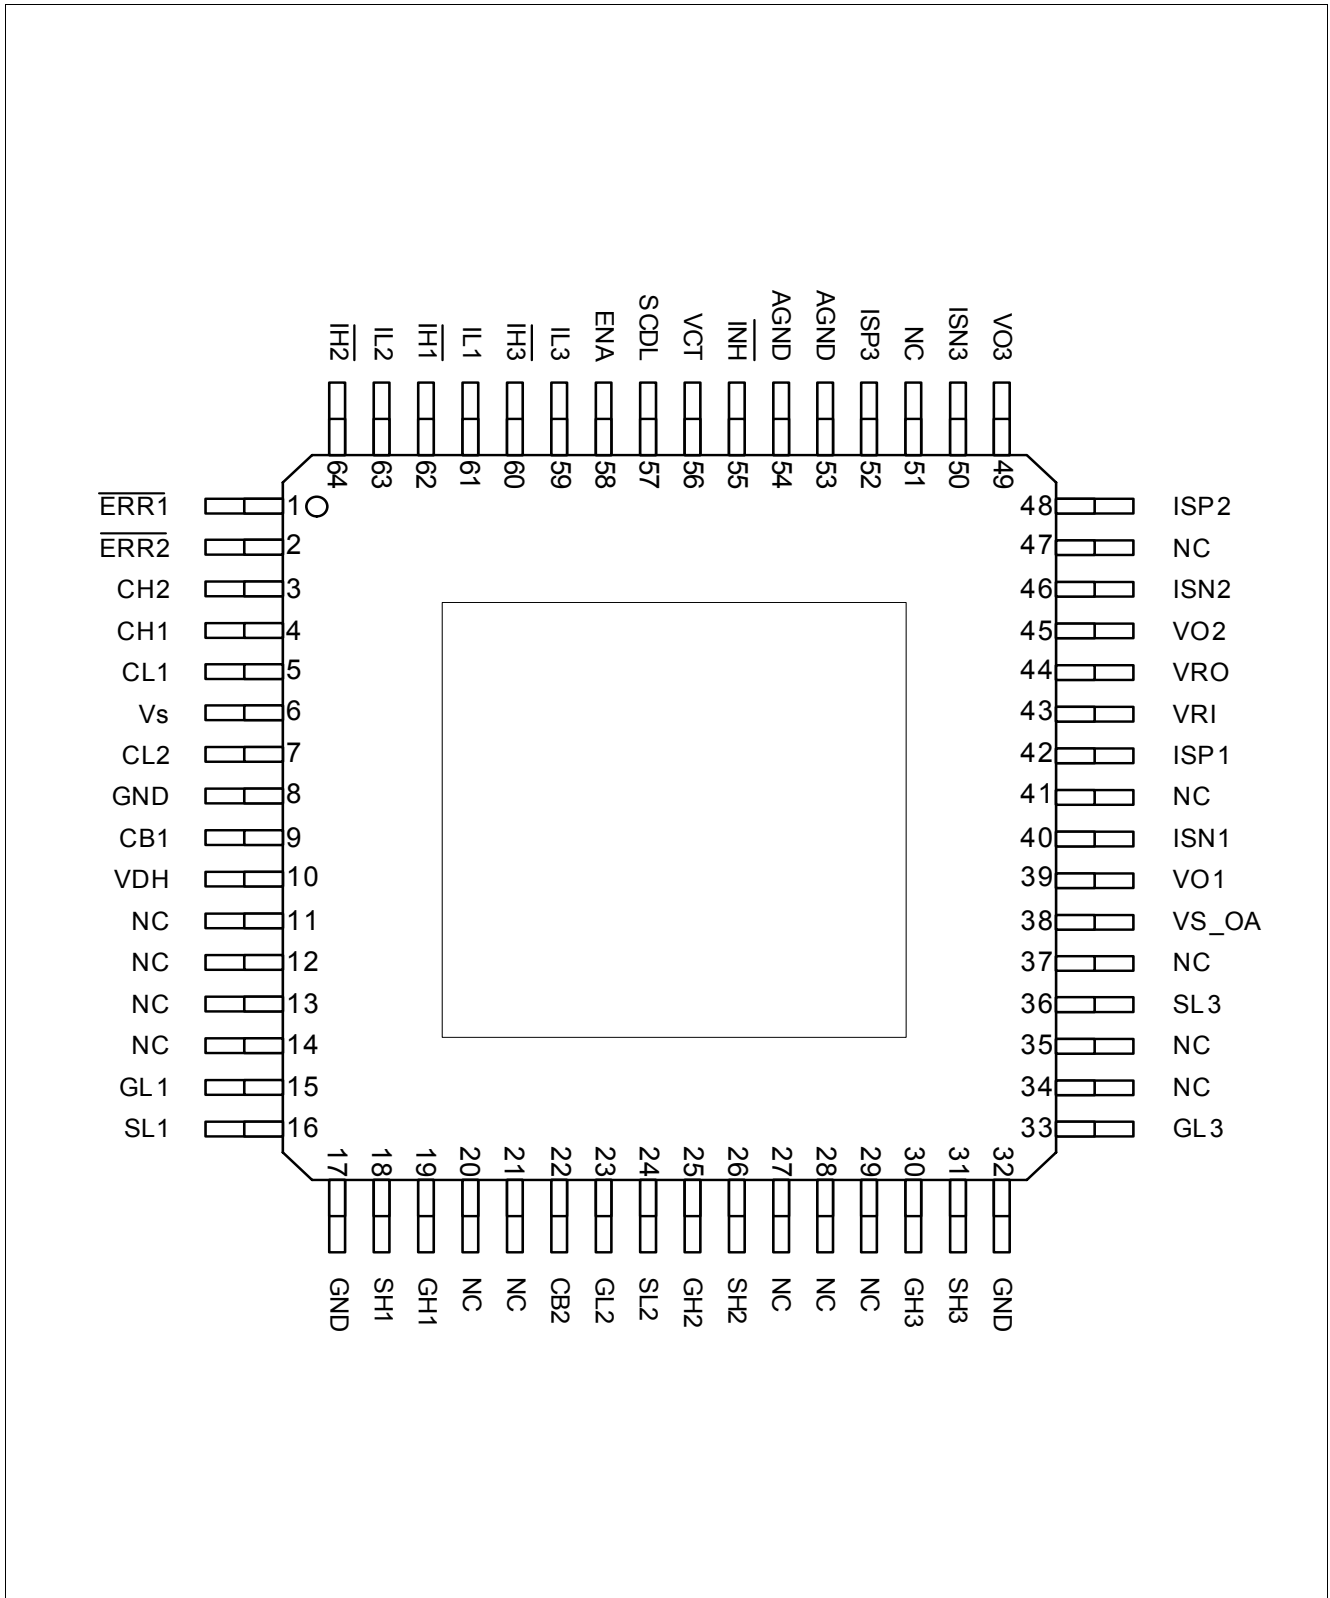 IH2 IL2 IH1 IL1 IH3 IL3 ENA SCDL VCT INH AGND AGND ISP3 NC ISN3 VO3
64 63 62 61 60 59 58 57 56 55 54 53 52 51 50 49
ERR1 1 48 ISP2
ERR2 2 47 NC
CH2 3 46 ISN2
CH1 4 45 VO2
CL1 5 44 VRO
Vs 6 43 VRI
CL2 7 42 ISP1
GND 8 41 NC
CB1 9 40 ISN1
VDH 10 39 VO1
NC 11 38 VS_OA
NC 12 37 NC
NC 13 36 SL3
NC 14 35 NC
GL1 15 34 NC
SL1 16 33 GL3
17 18 19 20 21 22 23 24 25 26 27 28 29 30 31 32
GND SH1 GH1 NC NC CB2 GL2 SL2 GH2 SH2 NC NC NC GH3 SH3 GND